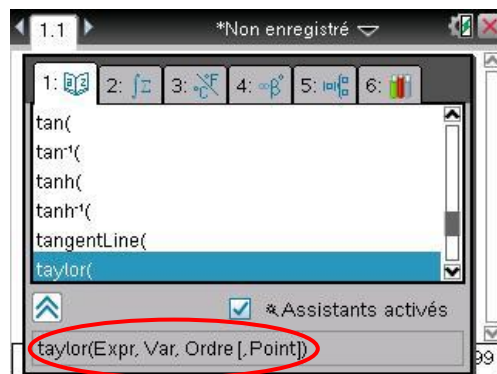 1.1 *Non enregistré
1: 2: ∫Σ 3: °C°F 4: ∞β° 5: 6:
tan(
tan⁻¹(
tanh(
tanh⁻¹(
tangentLine(
taylor(
Assistants activés
taylor(Expr, Var, Ordre [,Point])
99